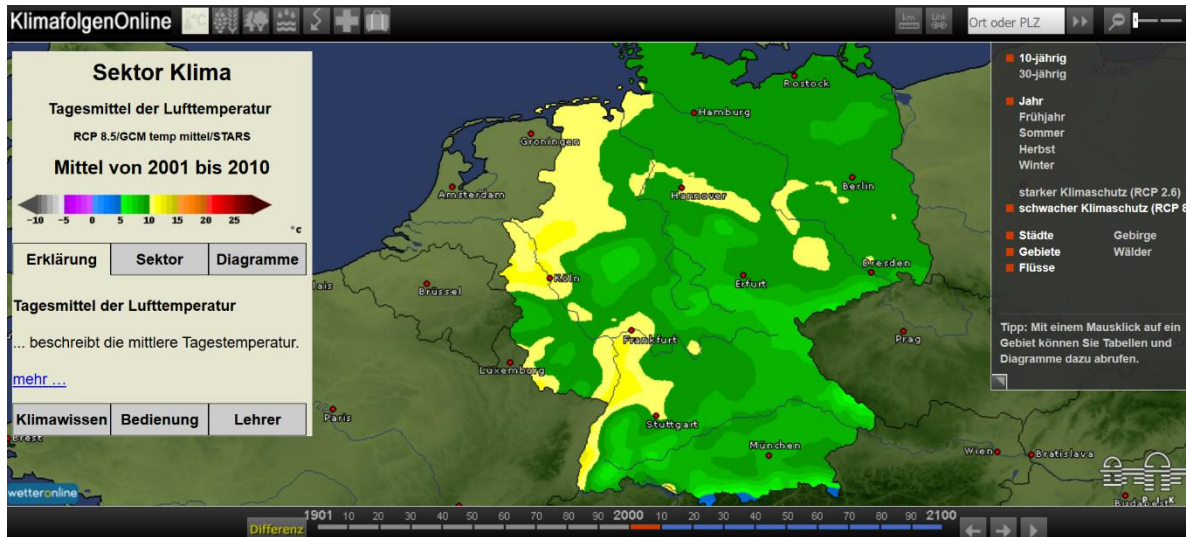 KlimafolgenOnline
km
Link
Ort oder PLZ
Sektor Klima
Tagesmittel der Lufttemperatur
RCP 8.5/GCM temp mittel/STARS
Mittel von 2001 bis 2010
-10 -5 0 5 10 15 20 25
°C
Erklärung Sektor Diagramme
Tagesmittel der Lufttemperatur
... beschreibt die mittlere Tagestemperatur.
mehr ...
Klimawissen Bedienung Lehrer
Rostock
Hamburg
Groningen
Amsterdam
Hannover
Berlin
Köln
Brüssel
Erfurt
Dresden
Frankfurt
Prag
Luxemburg
Paris
Stuttgart
München
Wien
Bratislava
Brest
Budapest
lais
10-jährig
30-jährig
Jahr
Frühjahr
Sommer
Herbst
Winter
starker Klimaschutz (RCP 2.6)
schwacher Klimaschutz (RCP 8
Städte Gebirge
Gebiete Wälder
Flüsse
Tipp: Mit einem Mausklick auf ein
Gebiet können Sie Tabellen und
Diagramme dazu abrufen.
wetteronline
P I K
Differenz
1901 10 20 30 40 50 60 70 80 90 2000 10 20 30 40 50 60 70 80 90 2100